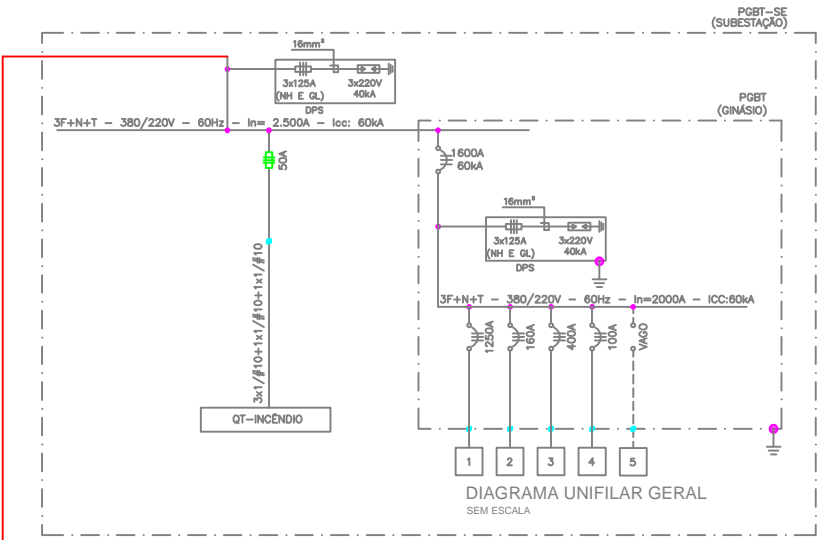 PGBT-SE
(SUBESTAÇÃO)
16mm²
3x125A
(NH E GL)
3x220V
40kA
DPS
3F+N+T - 380/220V - 60Hz - In= 2.500A - Icc: 60kA
PGBT
(GINÁSIO)
50A
1600A
60kA
16mm²
3x125A
(NH E GL)
3x220V
40kA
DPS
3x1/#10+1x1/#10+1x1/#10
3F+N+T - 380/220V - 60Hz - In=2000A - ICC:60kA
1250A
160A
400A
100A
VAGO
QT-INCÊNDIO
1
2
3
4
5
DIAGRAMA UNIFILAR GERAL
SEM ESCALA